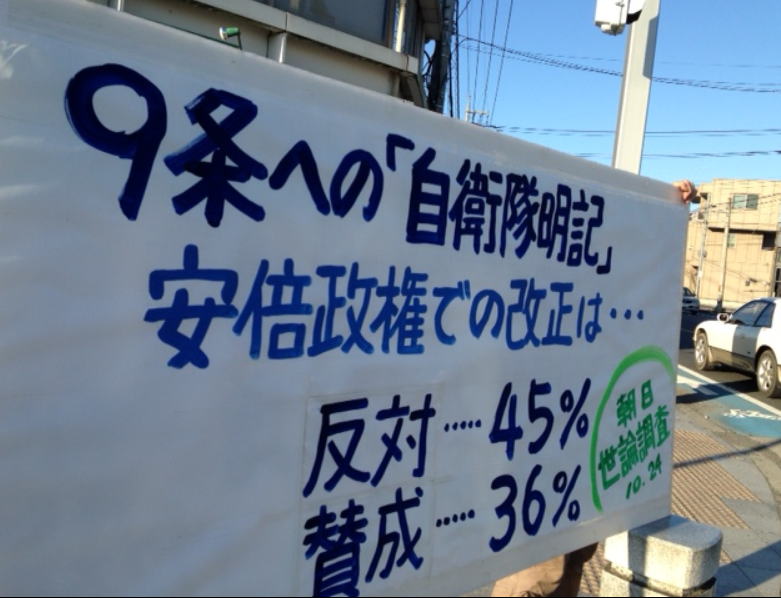 9条への「自衛隊明記」
安倍政権での改正は…
反対……45%
賛成……36%
朝日
世論調査
10.24